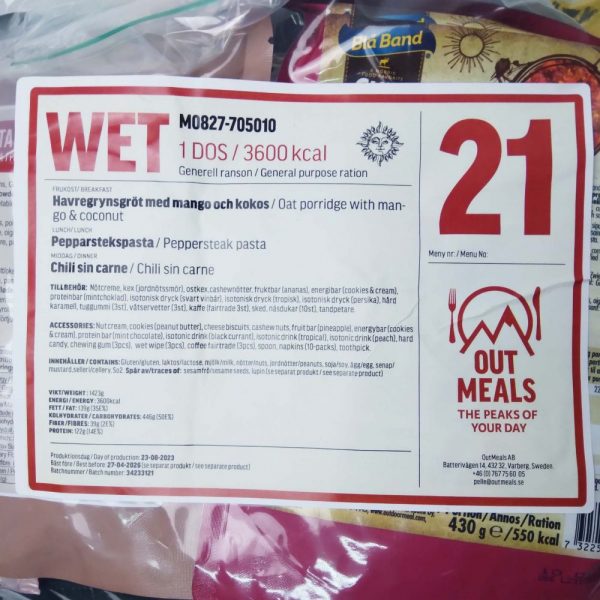 Blå Band
WET
M0827-705010
1 DOS / 3600 kcal
Generell ranson / General purpose ration
21
Meny nr. / Menu No:
FRUKOST/ BREAKFAST
Havregrynsgröt med mango och kokos / Oat porridge with man-
go & coconut
LUNCH/ LUNCH
Pepparstekspasta / Peppersteak pasta
MIDDAG/ DINNER
Chili sin carne / Chili sin carne
TILLBEHÖR: Nötcreme, kex (jordnötssmör), ostkex, cashewnötter, fruktbar (ananas), energibar (cookies & cream),
proteinbar (mintchoklad), isotonisk dryck (svart vinbär), isotonisk dryck (tropisk), isotonisk dryck (persika), hård
karamell, tuggummi (3st), våtservetter (3st), kaffe (fairtrade 3st), sked, näsdukar (10st), tandpetare
ACCESSORIES: Nut cream, cookies (peanut butter), cheese biscuits, cashew nuts, fruit bar (pineapple), energybar (cookies
& cream), protein bar (mint chocolate), isotonic drink (black currant), isotonic drink (tropical), isotonic drink (peach), hard
candy, chewing gum (3pcs), wet wipe (3pcs), coffee fairtrade (3pcs), spoon, napkins (10-packs), toothpick.
INNEHÅLLER / CONTAINS: Gluten/gluten, laktos/lactose, mjölk/milk, nötter/nuts, jordnötter/peanuts, soja/soy, ägg/egg, senap/
mustard, selleri/cellery, So2. Spår av/traces of: sesamfrö/sesame seeds, lupin (se separat produkt / see separate product)
VIKT/WEIGHT: 1423g
ENERGI / ENERGY: 3600kcal
FETT / FAT: 139g (35E%)
KOLHYDRATER / CARBOHYDRATES: 446g (50E%)
FIBER/FIBRES: 39g (2E%)
PROTEIN: 122g (14E%)
Produktionsdag / Day of production: 23-08-2023
Bäst före / Best before 27-04-2026 (se separat produkt / see separate product)
Batchnummer / Batch number: 34233121
OUT
MEALS
THE PEAKS OF
YOUR DAY
OutMeals AB
Batterivägen 14, 432 32, Varberg, Sweden.
+46 (0) 767 75 60 05
pelle@outmeals.se
Portion/Annos/Ration
430 g e/550 kcal